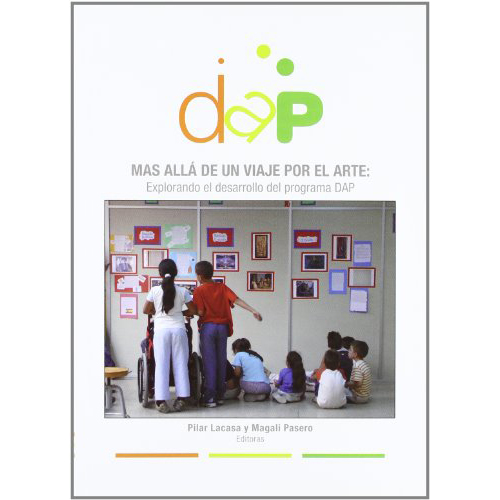 dap
MAS ALLÁ DE UN VIAJE POR EL ARTE:
Explorando el desarrollo del programa DAP
Pilar Lacasa y Magali Pasero
Editoras